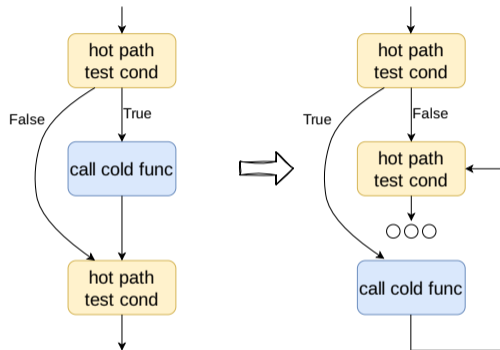 hot path
test cond
False
True
call cold func
hot path
test cond
hot path
test cond
True
False
hot path
test cond
call cold func